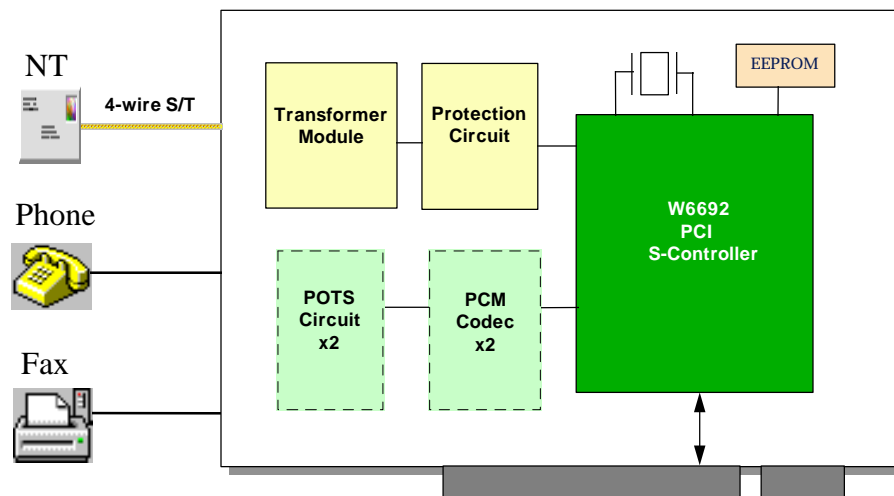 NT
4-wire S/T
Transformer
Module
Protection
Circuit
EEPROM
W6692
PCI
S-Controller
Phone
POTS
Circuit
x2
PCM
Codec
x2
Fax